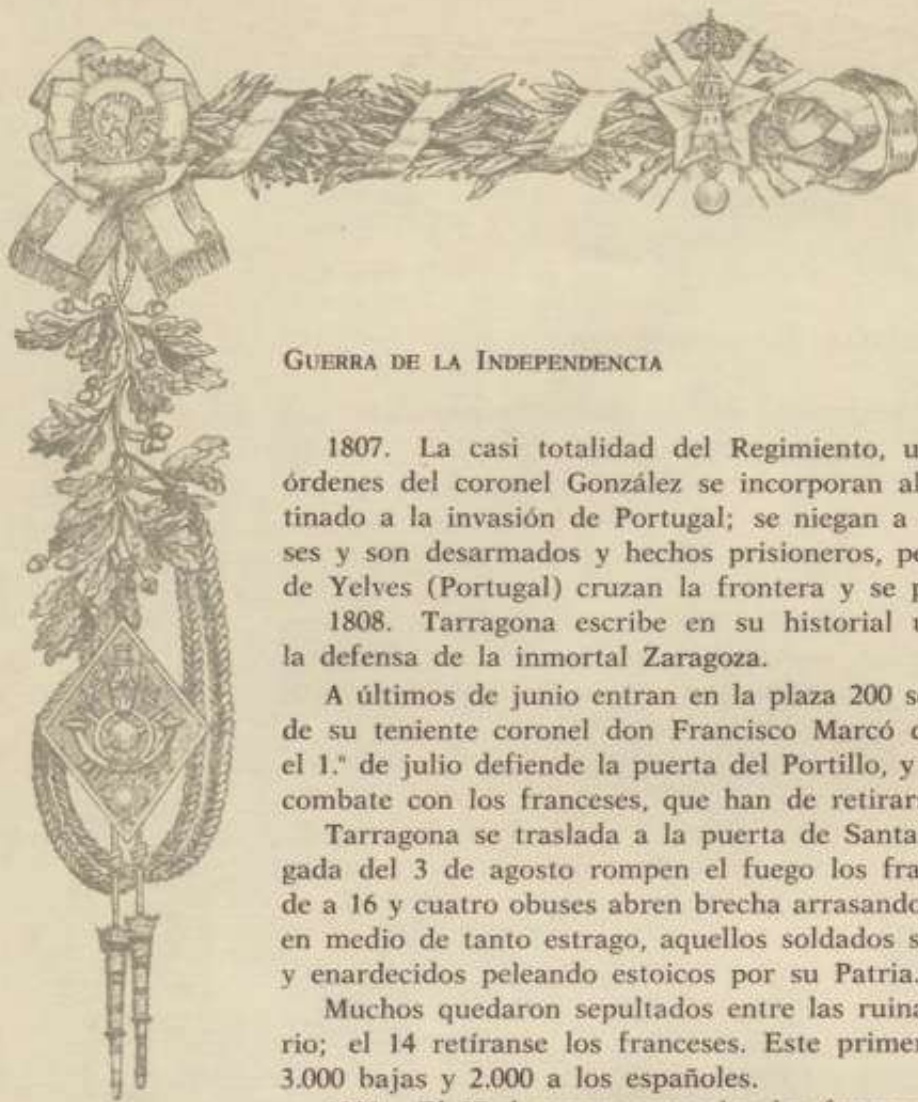 GUERRA DE LA INDEPENDENCIA
1807. La casi totalidad del Regimiento, u
órdenes del coronel González se incorporan al
tinado a la invasión de Portugal; se niegan a
ses y son desarmados y hechos prisioneros, pe
de Yelves (Portugal) cruzan la frontera y se p
1808. Tarragona escribe en su historial u
la defensa de la inmortal Zaragoza.
A últimos de junio entran en la plaza 200 s
de su teniente coronel don Francisco Marcó d
el 1.º de julio defiende la puerta del Portillo, y
combate con los franceses, que han de retirar
Tarragona se traslada a la puerta de Santa
gada del 3 de agosto rompen el fuego los fra
de a 16 y cuatro obuses abren brecha arrasando
en medio de tanto estrago, aquellos soldados s
y enardecidos peleando estoicos por su Patria.
Muchos quedaron sepultados entre las ruina
rio; el 14 retíranse los franceses. Este primer
3.000 bajas y 2.000 a los españoles.